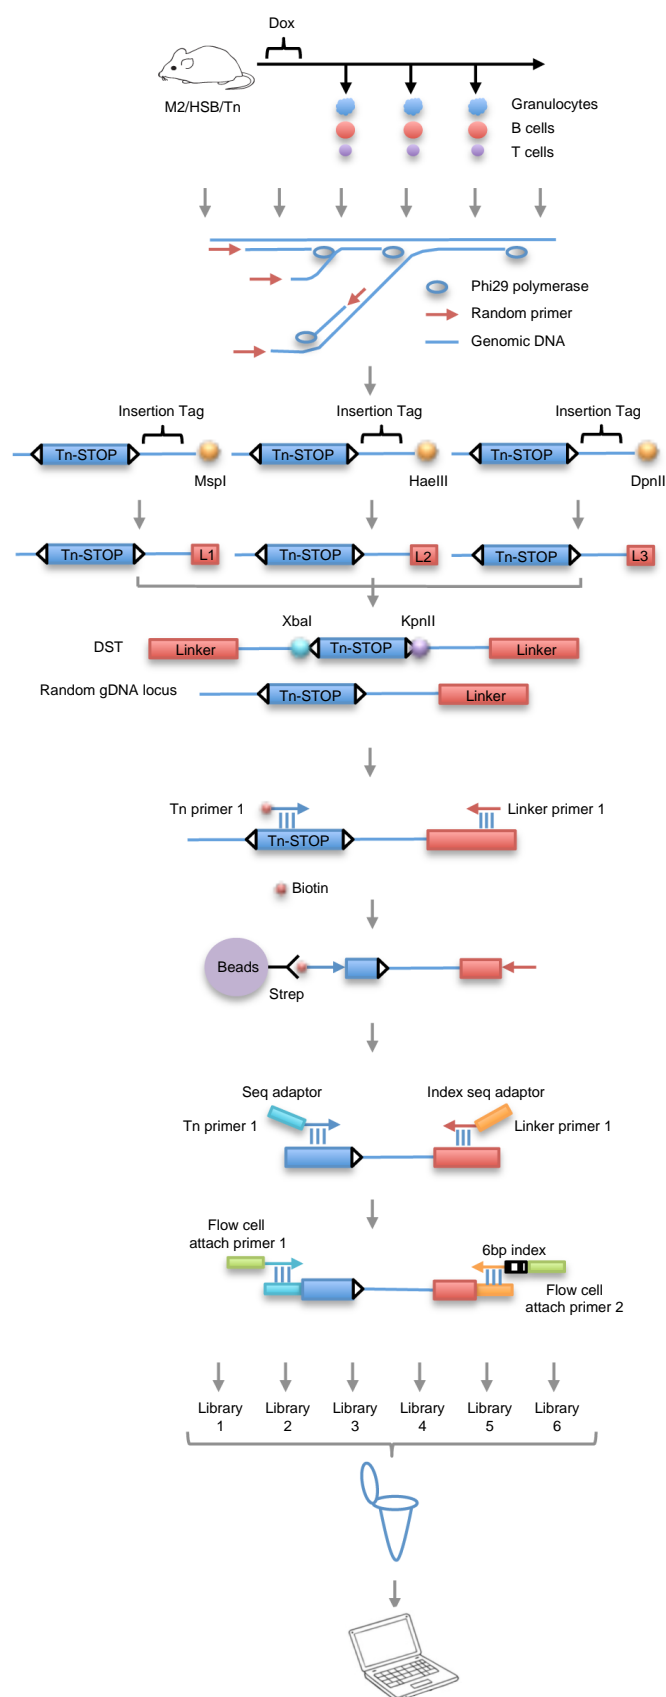 Dox
M2/HSB/Tn
Granulocytes
B cells
T cells
Phi29 polymerase
Random primer
Genomic DNA
Insertion Tag
Insertion Tag
Insertion Tag
Tn-STOP
Tn-STOP
Tn-STOP
MspI
HaeIII
DpnII
Tn-STOP
L1
Tn-STOP
L2
Tn-STOP
L3
XbaI
KpnII
DST
Linker
Tn-STOP
Linker
Random gDNA locus
Tn-STOP
Linker
Tn primer 1
Linker primer 1
Tn-STOP
Biotin
Beads
Strep
Seq adaptor
Index seq adaptor
Tn primer 1
Linker primer 1
Flow cell
attach primer 1
6bp index
Flow cell
attach primer 2
Library
1
Library
2
Library
3
Library
4
Library
5
Library
6